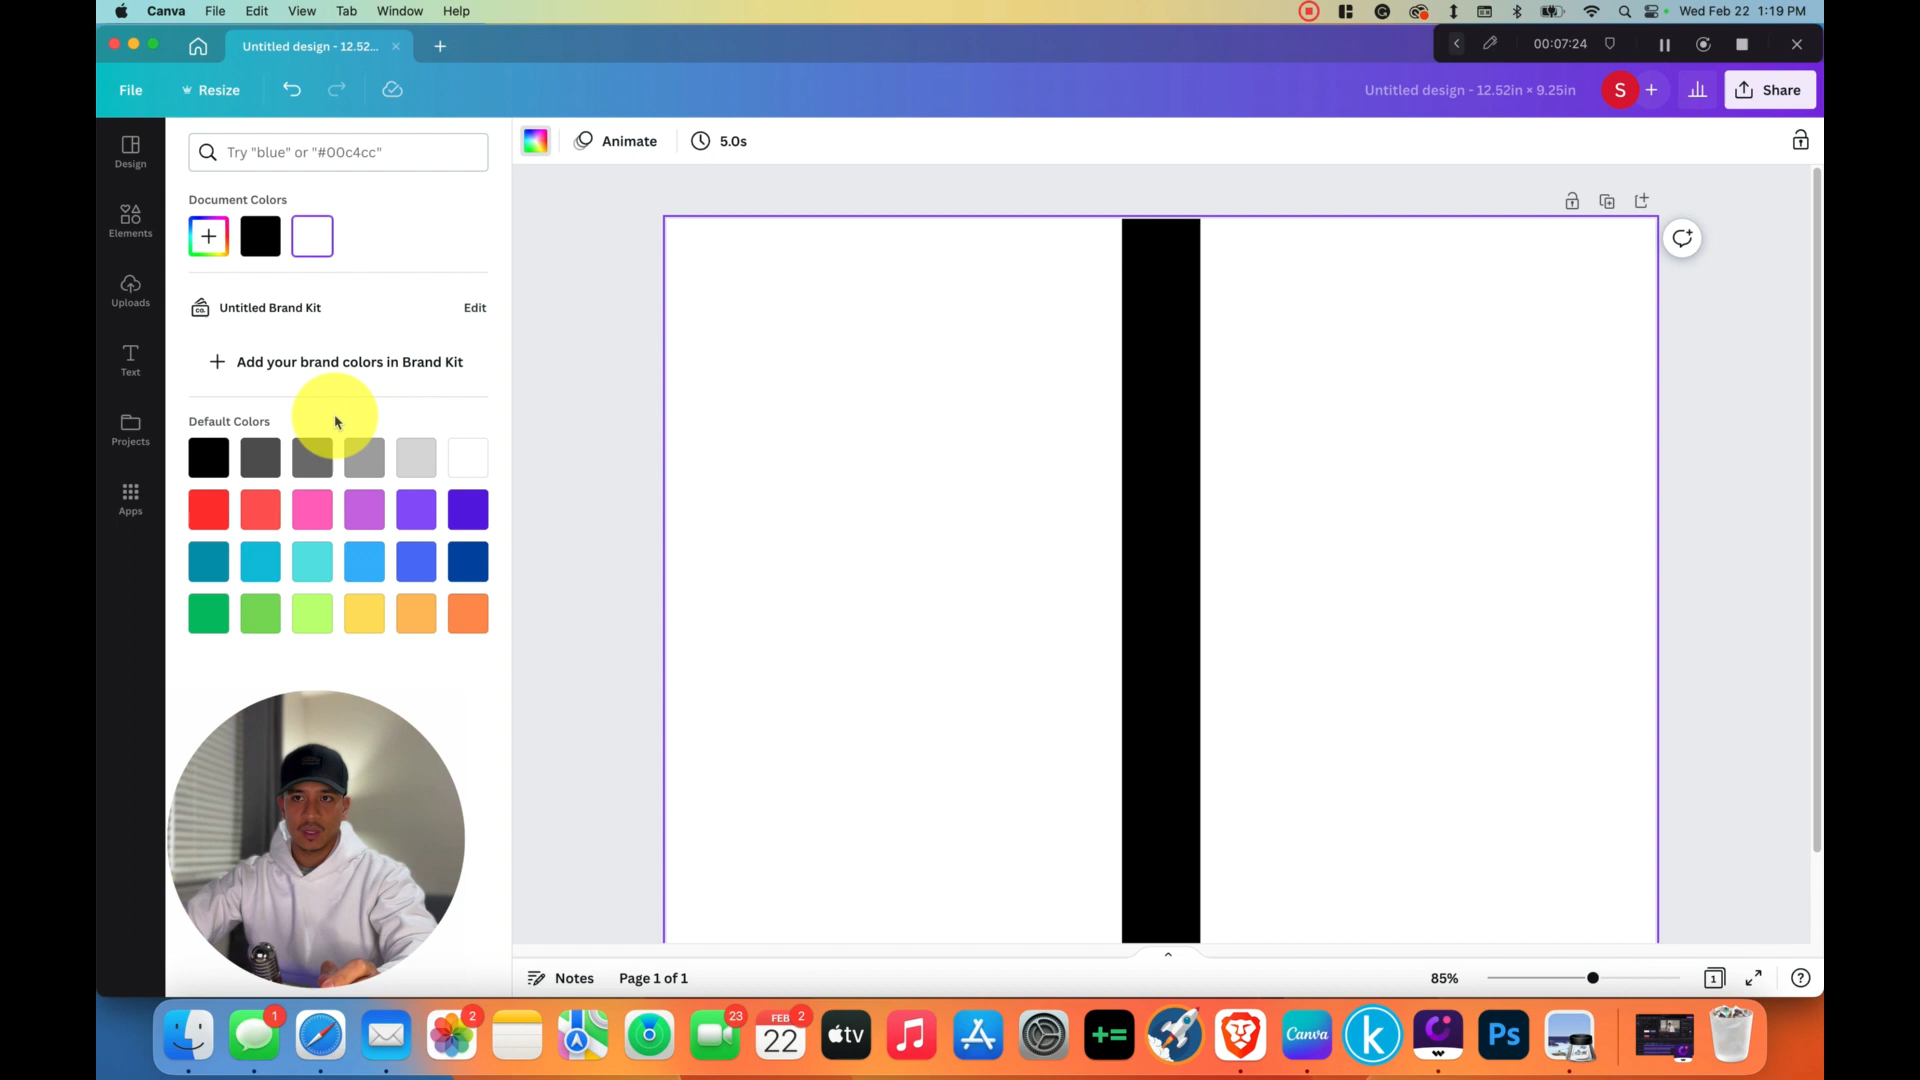 Canva File Edit View Tab Window Help Wed Feb 22 1:19 PM
Untitled design - 12.52... 00:07:24
File Resize Untitled design - 12.52in × 9.25in S Share
Design
Elements
Uploads
Text
Projects
Apps
Try "blue" or "#00c4cc"
Document Colors
Untitled Brand Kit Edit
Add your brand colors in Brand Kit
Default Colors
Animate 5.0s
Notes Page 1 of 1 85% 1
1 2 23 FEB 2
22 tv Canva k Ps